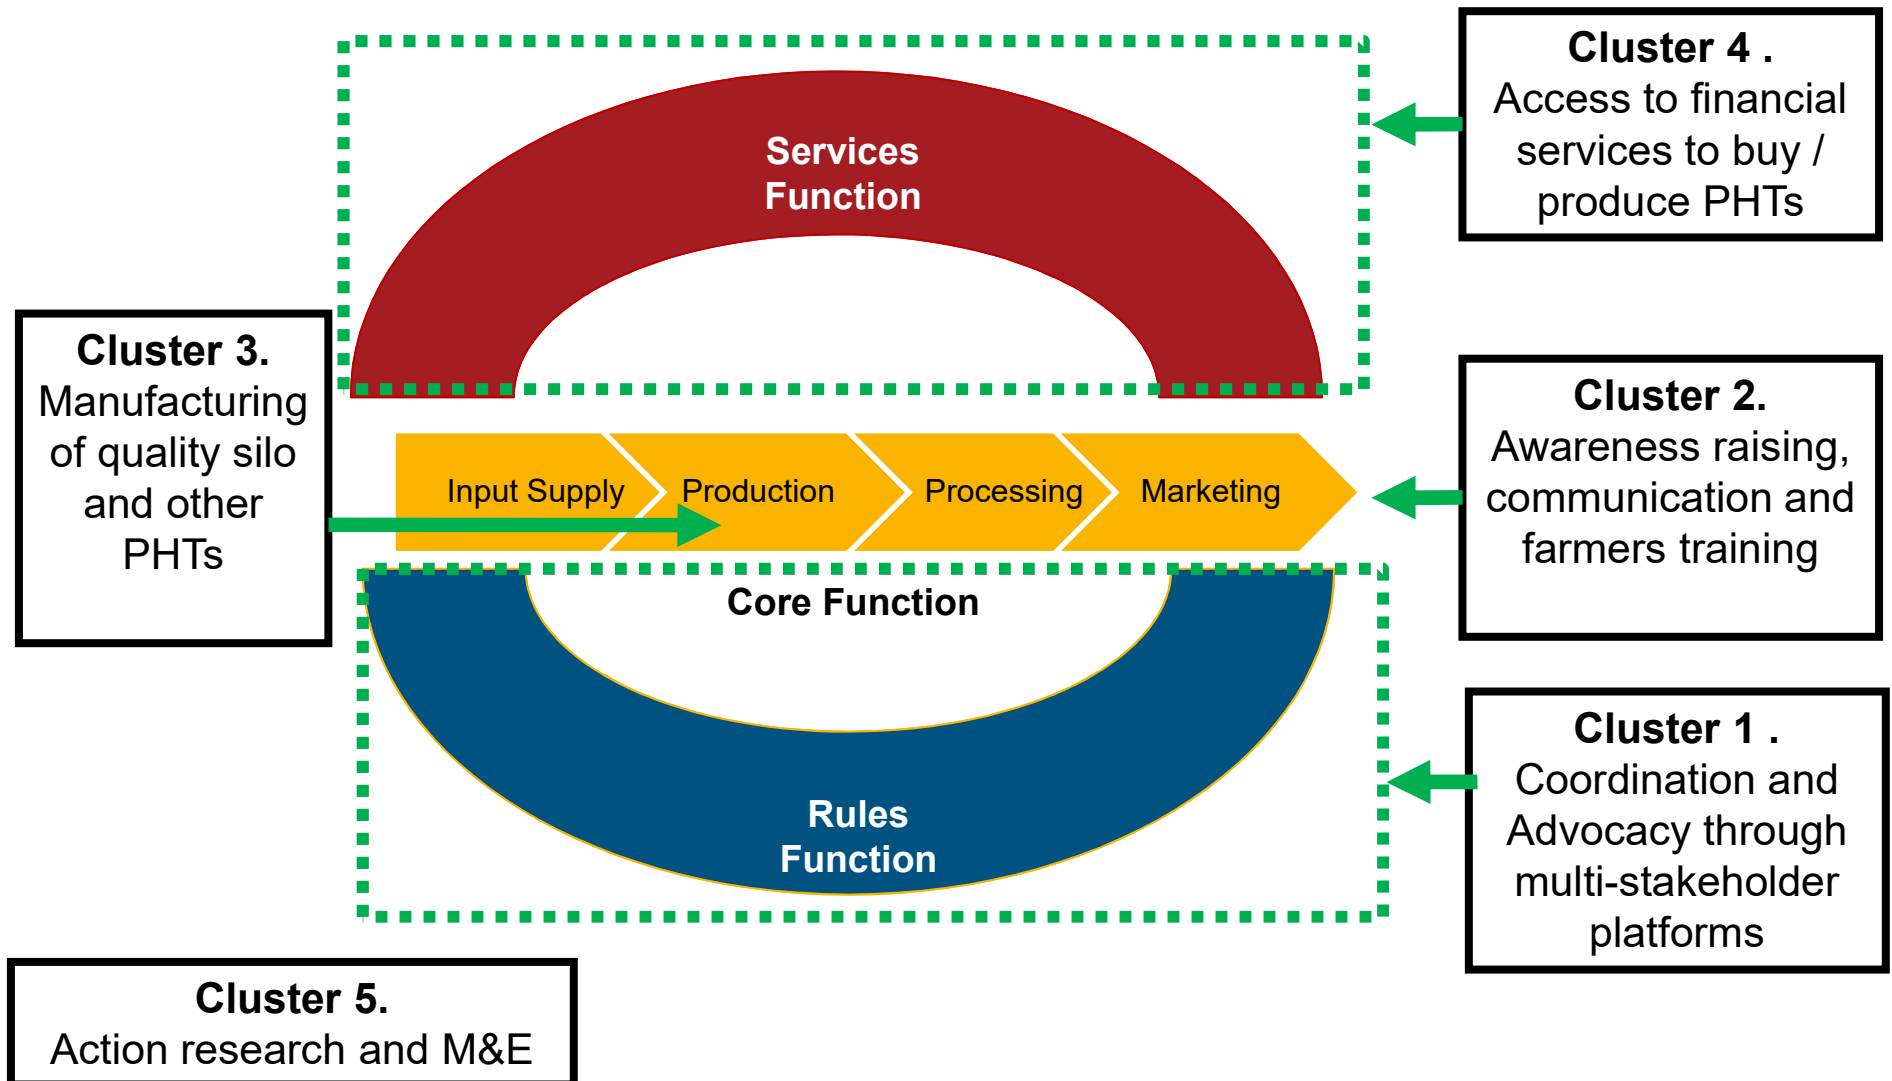 Cluster 4 .
Access to financial
services to buy /
produce PHTs
Services
Function
Cluster 3.
Manufacturing
of quality silo
and other
PHTs
Cluster 2.
Awareness raising,
communication and
farmers training
Input Supply
Production
Processing
Marketing
Core Function
Rules
Function
Cluster 1 .
Coordination and
Advocacy through
multi-stakeholder
platforms
Cluster 5.
Action research and M&E